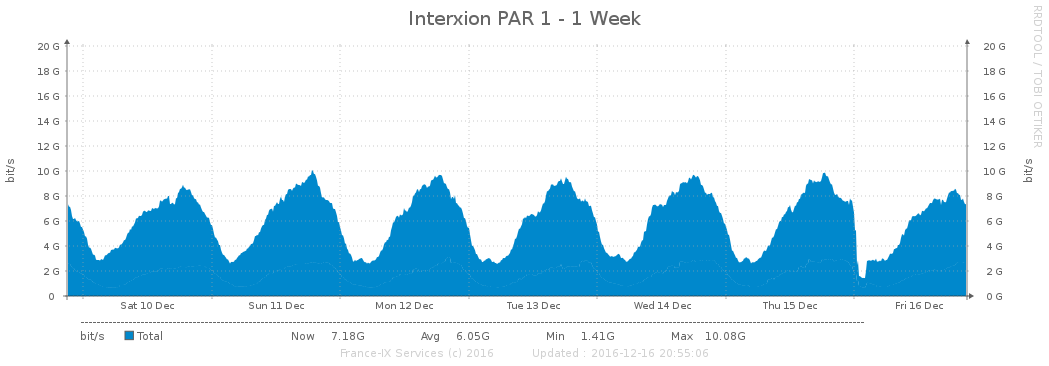 Interxion PAR 1 - 1 Week
RRDTOOL / TOBI OETIKER
bit/s
20 G 20 G
18 G 18 G
16 G 16 G
14 G 14 G
12 G 12 G
10 G 10 G
8 G 8 G
6 G 6 G
4 G 4 G
2 G 2 G
0 0 G
bit/s
Sat 10 Dec Sun 11 Dec Mon 12 Dec Tue 13 Dec Wed 14 Dec Thu 15 Dec Fri 16 Dec
bit/s Total Now 7.18G Avg 6.05G Min 1.41G Max 10.08G
France-IX Services (c) 2016 Updated : 2016-12-16 20:55:06